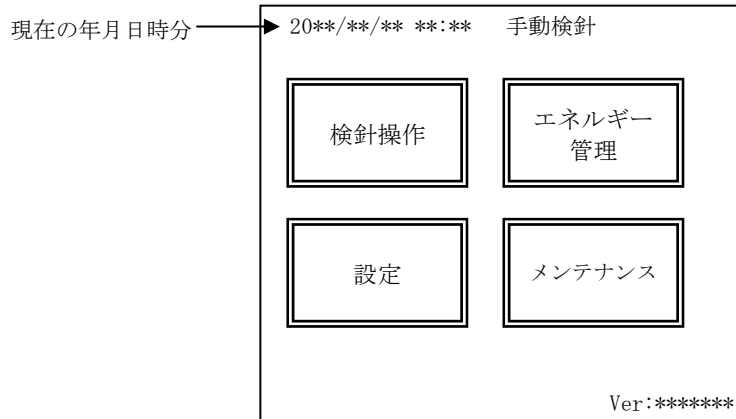 現在の年月日時分
20**/**/** **:** 手動検針
検針操作
エネルギー
管理
設定
メンテナンス
Ver:*******